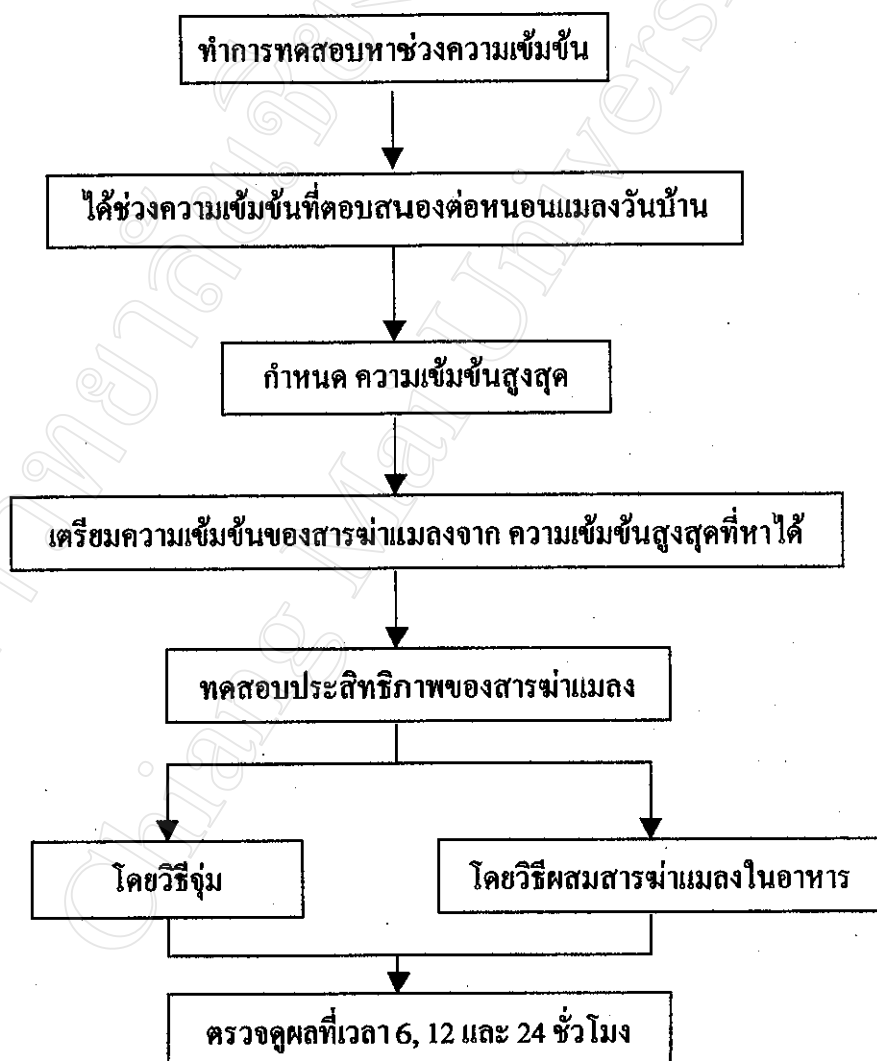 ทำการทดสอบหาช่วงความเข้มข้น
ได้ช่วงความเข้มข้นที่ตอบสนองต่อหนอนแมลงวันบ้าน
กำหนด ความเข้มข้นสูงสุด
เตรียมความเข้มข้นของสารฆ่าแมลงจาก ความเข้มข้นสูงสุดที่หาได้
ทดสอบประสิทธิภาพของสารฆ่าแมลง
โดยวิธีจุ่ม
โดยวิธีผสมสารฆ่าแมลงในอาหาร
ตรวจดูผลที่เวลา 6, 12 และ 24 ชั่วโมง
Chiang Mai Universi